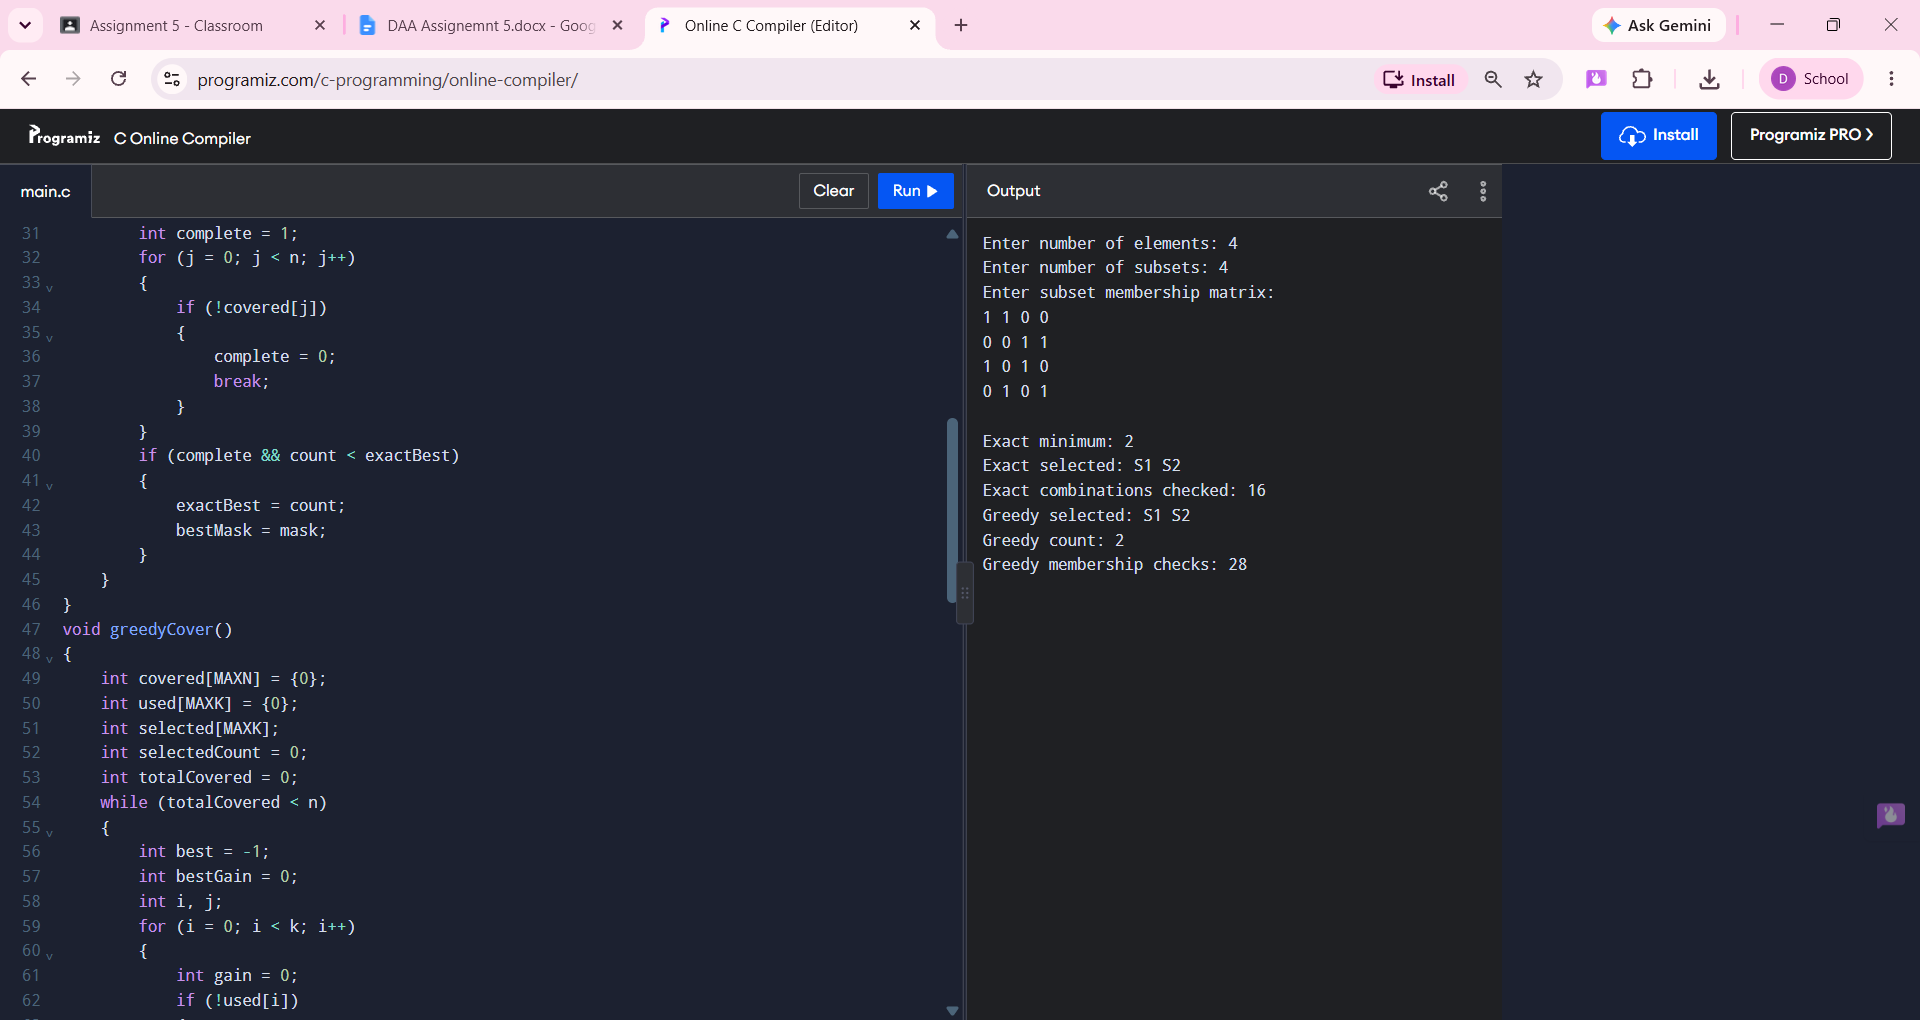 Assignment 5 - Classroom
DAA Assignemnt 5.docx - Goog
Online C Compiler (Editor)
Ask Gemini
programiz.com/c-programming/online-compiler/
Install
D
School
Programiz
C Online Compiler
Install
Programiz PRO
main.c
Clear
Run
Output
31 int complete = 1;
32 for (j = 0; j < n; j++)
33 {
34 if (!covered[j])
35 {
36 complete = 0;
37 break;
38 }
39 }
40 if (complete && count < exactBest)
41 {
42 exactBest = count;
43 bestMask = mask;
44 }
45 }
46 }
47 void greedyCover()
48 {
49 int covered[MAXN] = {0};
50 int used[MAXK] = {0};
51 int selected[MAXK];
52 int selectedCount = 0;
53 int totalCovered = 0;
54 while (totalCovered < n)
55 {
56 int best = -1;
57 int bestGain = 0;
58 int i, j;
59 for (i = 0; i < k; i++)
60 {
61 int gain = 0;
62 if (!used[i])
Enter number of elements: 4
Enter number of subsets: 4
Enter subset membership matrix:
1 1 0 0
0 0 1 1
1 0 1 0
0 1 0 1
Exact minimum: 2
Exact selected: S1 S2
Exact combinations checked: 16
Greedy selected: S1 S2
Greedy count: 2
Greedy membership checks: 28